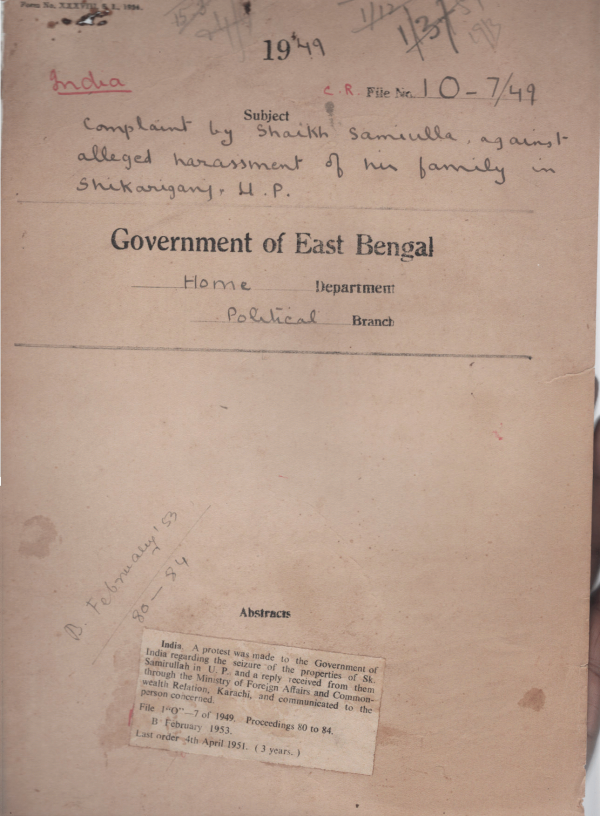 Form No. XXXVIII
1949
India
C.R. File No. 10-7/49
Subject
Complaint by Shaikh Samiulla, against
alleged harassment of his family in
Shikariganj, U.P.
Government of East Bengal
Home Department
Political Branch
B. February '53
80-84
Abstracts
India. A protest was made to the Government of
India regarding the seizure of the properties of Sk.
Samirullah in U. P. and a reply received from them
through the Ministry of Foreign Affairs and Common-
wealth Relation, Karachi, and communicated to the
person concerned.
File 1"O"—7 of 1949. Proceedings 80 to 84.
B February 1953.
Last order 4th April 1951. (3 years.)